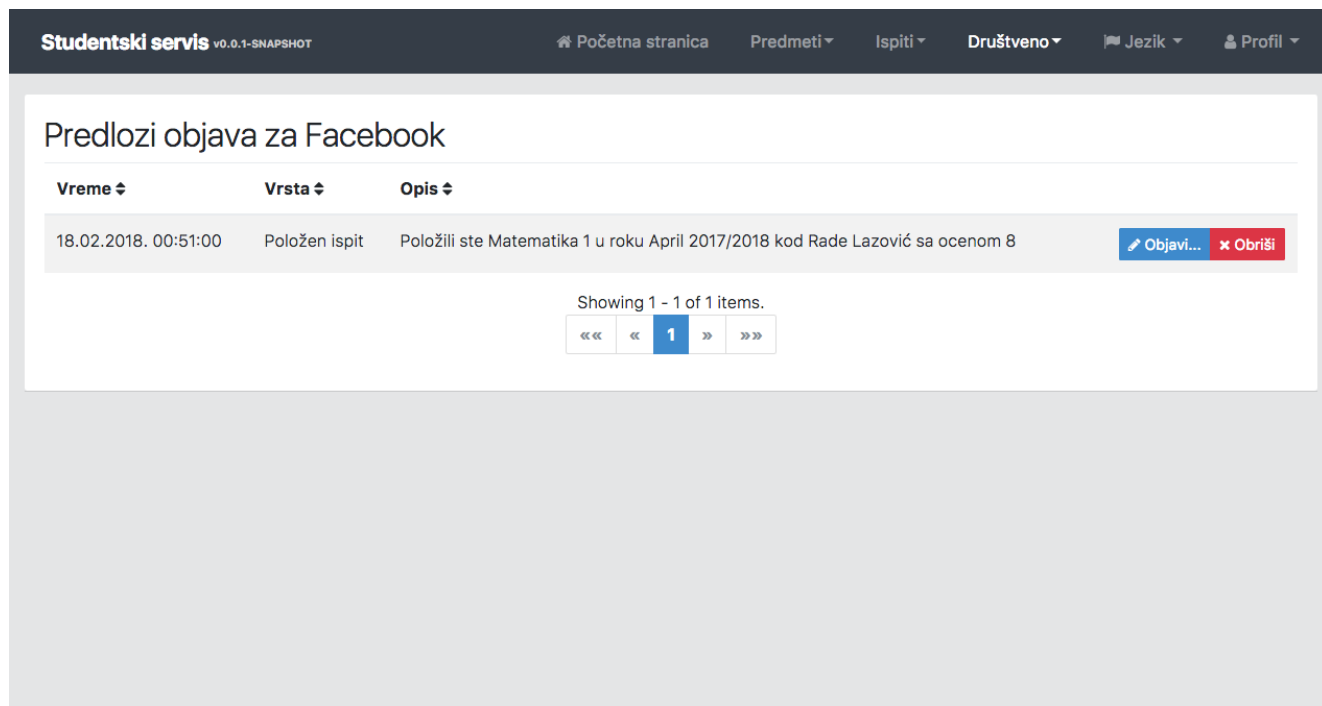 Studentski servis v0.0.1-SNAPSHOT Početna stranica Predmeti Ispiti Društveno Jezik Profil
Predlozi objava za Facebook
Vreme Vrsta Opis
18.02.2018. 00:51:00 Položen ispit Položili ste Matematika 1 u roku April 2017/2018 kod Rade Lazović sa ocenom 8 Objavi... Obriši
Showing 1 - 1 of 1 items.
«« « 1 » »»